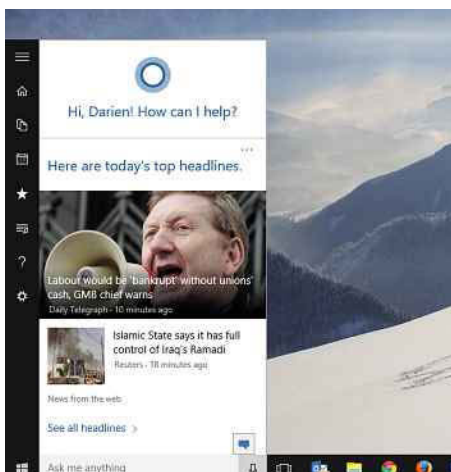 Hi, Darien! How can I help?
Here are today's top headlines.
Labour would be 'bankrupt' without unions'
cash, GMB chief warns
Daily Telegraph - 10 minutes ago
Islamic State says it has full
control of Iraq's Ramadi
Reuters - 18 minutes ago
News from the web
See all headlines >
Ask me anything